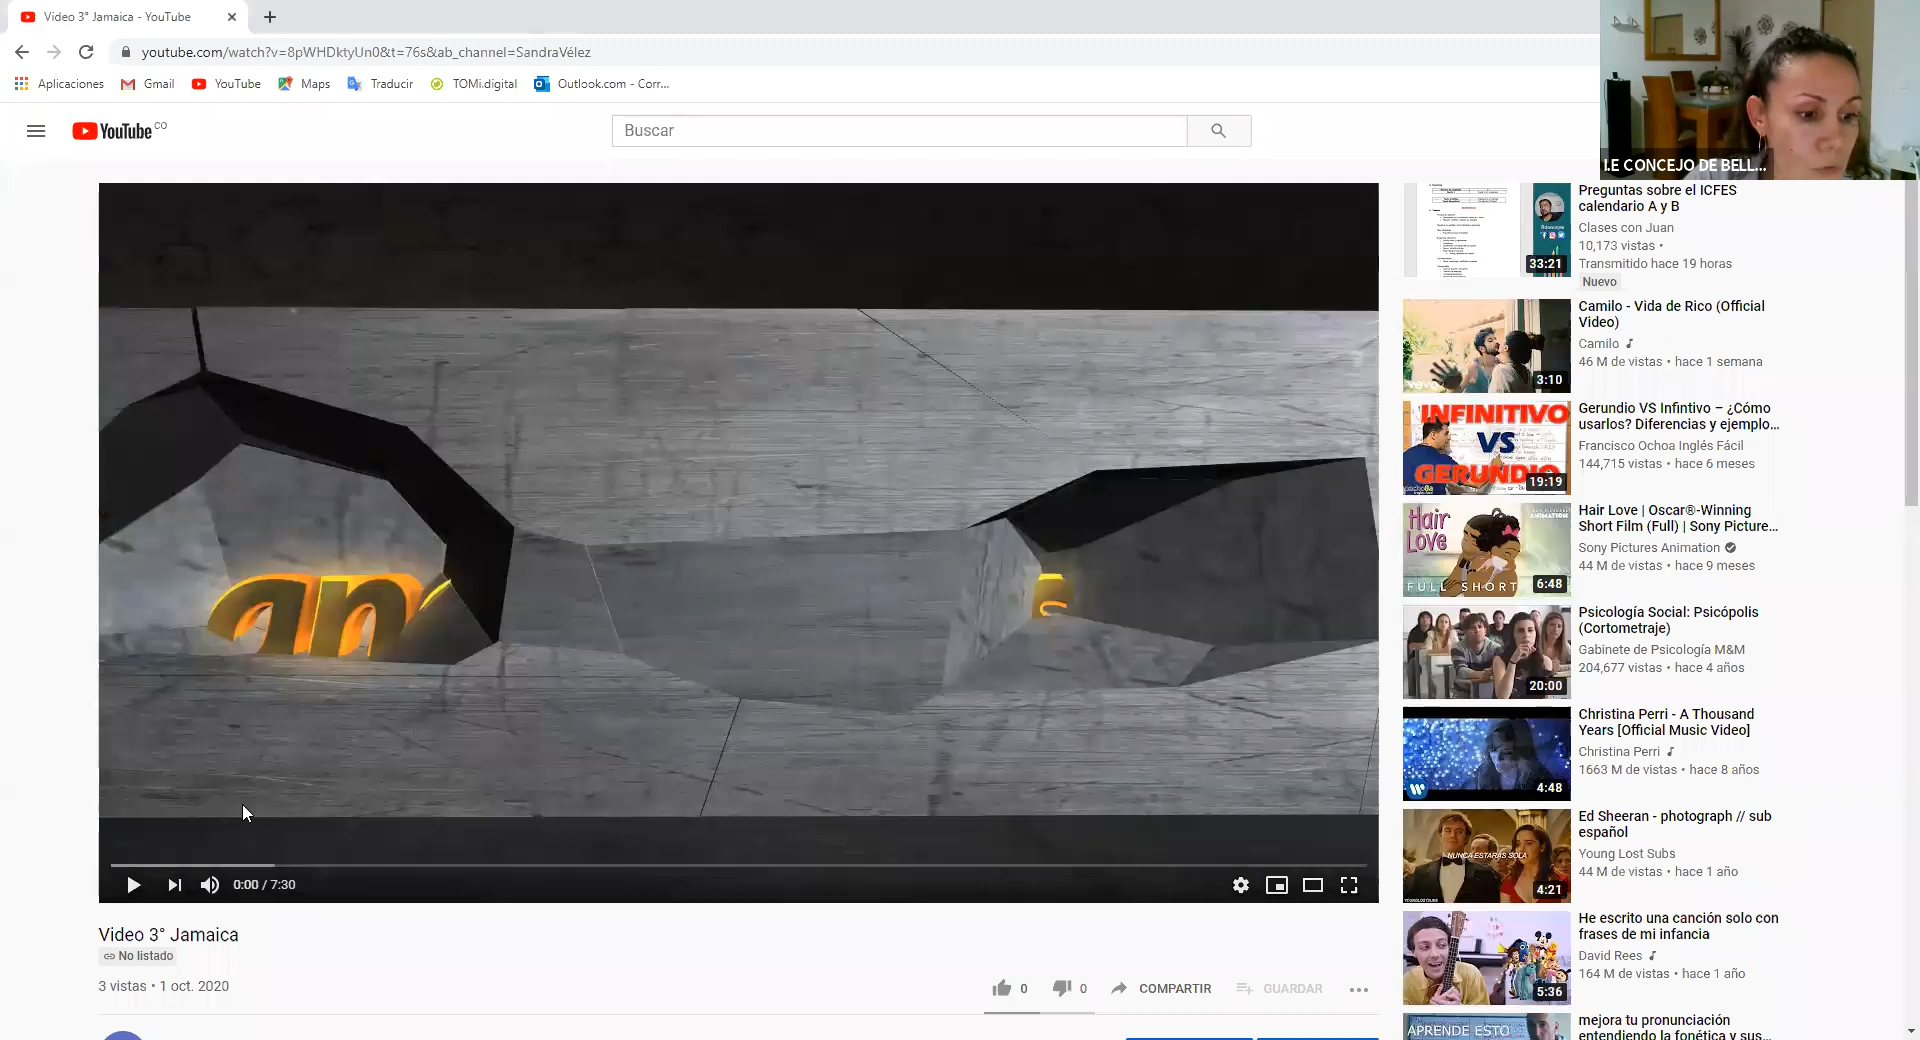 Video 3° Jamaica - YouTube
youtube.com/watch?v=8pWHDktyUn0&t=76s&ab_channel=SandraVélez
Aplicaciones Gmail YouTube Maps Traducir TOMi.digital Outlook.com - Corr...
YouTube CO
Buscar
I.E CONCEJO DE BELL...
Preguntas sobre el ICFES
calendario A y B
Clases con Juan
10,173 vistas •
Transmitido hace 19 horas
Nuevo
33:21
Camilo - Vida de Rico (Official
Video)
Camilo
46 M de vistas • hace 1 semana
vevo
3:10
INFINITIVO
VS
GERUNDIO
19:19
Gerundio VS Infintivo – ¿Cómo
usarlos? Diferencias y ejemplo...
Francisco Ochoa Inglés Fácil
144,715 vistas • hace 6 meses
Hair
LOVE
ANIMATION
FULL SHORT
6:48
Hair Love | Oscar®-Winning
Short Film (Full) | Sony Picture...
Sony Pictures Animation
44 M de vistas • hace 9 meses
20:00
Psicología Social: Psicópolis
(Cortometraje)
Gabinete de Psicología M&M
204,677 vistas • hace 4 años
4:48
Christina Perri - A Thousand
Years [Official Music Video]
Christina Perri
1663 M de vistas • hace 8 años
NUNCA ESTARÁS SOLA
4:21
Ed Sheeran - photograph // sub
español
Young Lost Subs
44 M de vistas • hace 1 año
5:36
He escrito una canción solo con
frases de mi infancia
David Rees
164 M de vistas • hace 1 año
APRENDE ESTO
mejora tu pronunciación
entendiendo la fonética y sus...
0:00 / 7:30
Video 3° Jamaica
No listado
3 vistas • 1 oct. 2020
0 0 COMPARTIR GUARDAR